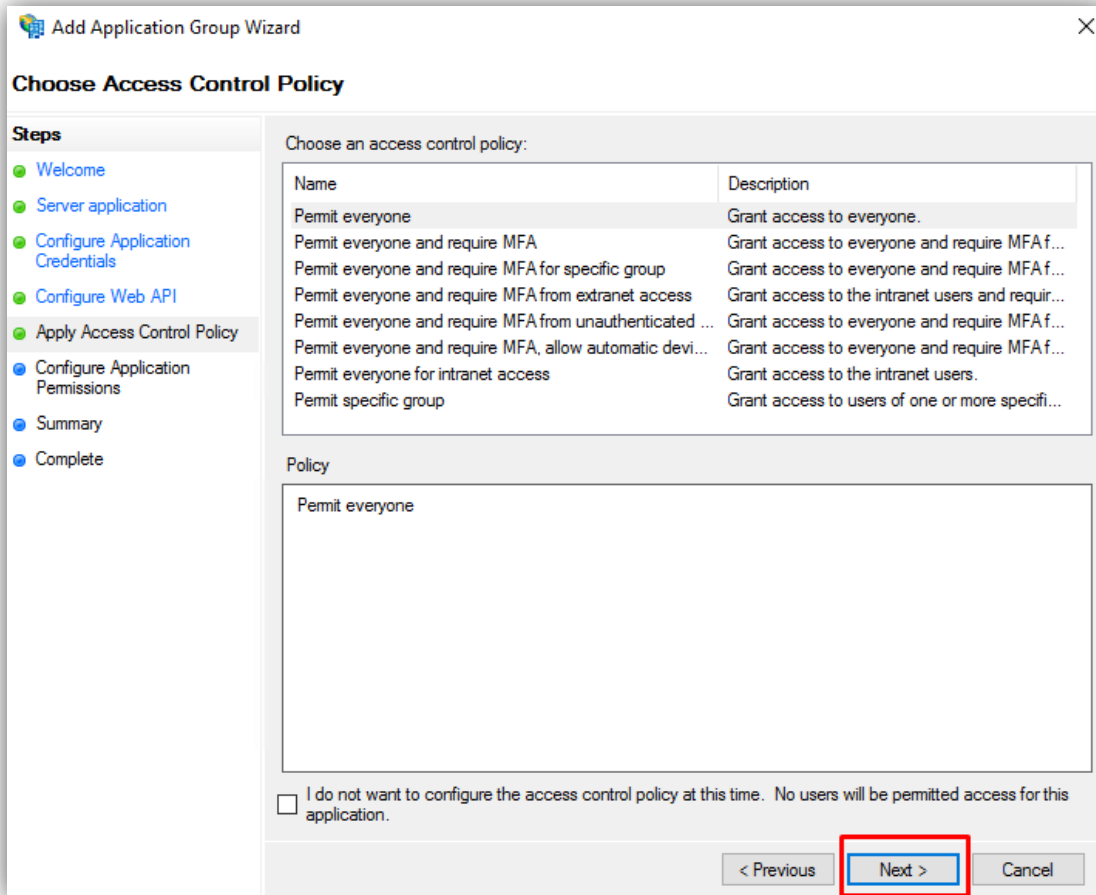 Add Application Group Wizard
Choose Access Control Policy
Steps
Welcome
Server application
Configure Application
Credentials
Configure Web API
Apply Access Control Policy
Configure Application
Permissions
Summary
Complete
Choose an access control policy:
Name Description
Permit everyone Grant access to everyone.
Permit everyone and require MFA Grant access to everyone and require MFA f...
Permit everyone and require MFA for specific group Grant access to everyone and require MFA f...
Permit everyone and require MFA from extranet access Grant access to the intranet users and requir...
Permit everyone and require MFA from unauthenticated ... Grant access to everyone and require MFA f...
Permit everyone and require MFA, allow automatic devi... Grant access to everyone and require MFA f...
Permit everyone for intranet access Grant access to the intranet users.
Permit specific group Grant access to users of one or more specifi...
Policy
Permit everyone
I do not want to configure the access control policy at this time. No users will be permitted access for this
application.
< Previous Next > Cancel